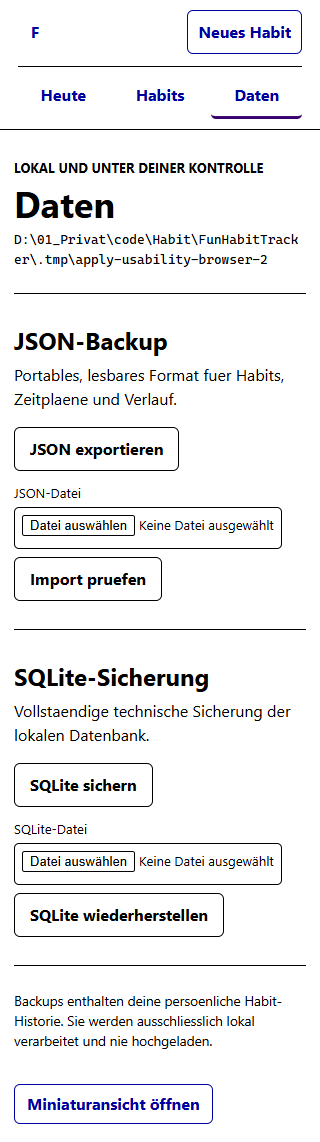 F
Neues Habit
Heute
Habits
Daten
LOKAL UND UNTER DEINER KONTROLLE
Daten
D:\01_Privat\code\Habit\FunHabitTrack
er\.tmp\apply-usability-browser-2
JSON-Backup
Portables, lesbares Format fuer Habits,
Zeitplaene und Verlauf.
JSON exportieren
JSON-Datei
Datei auswählen Keine Datei ausgewählt
Import pruefen
SQLite-Sicherung
Vollstaendige technische Sicherung der
lokalen Datenbank.
SQLite sichern
SQLite-Datei
Datei auswählen Keine Datei ausgewählt
SQLite wiederherstellen
Backups enthalten deine persoenliche Habit-
Historie. Sie werden ausschliesslich lokal
verarbeitet und nie hochgeladen.
Miniaturansicht öffnen